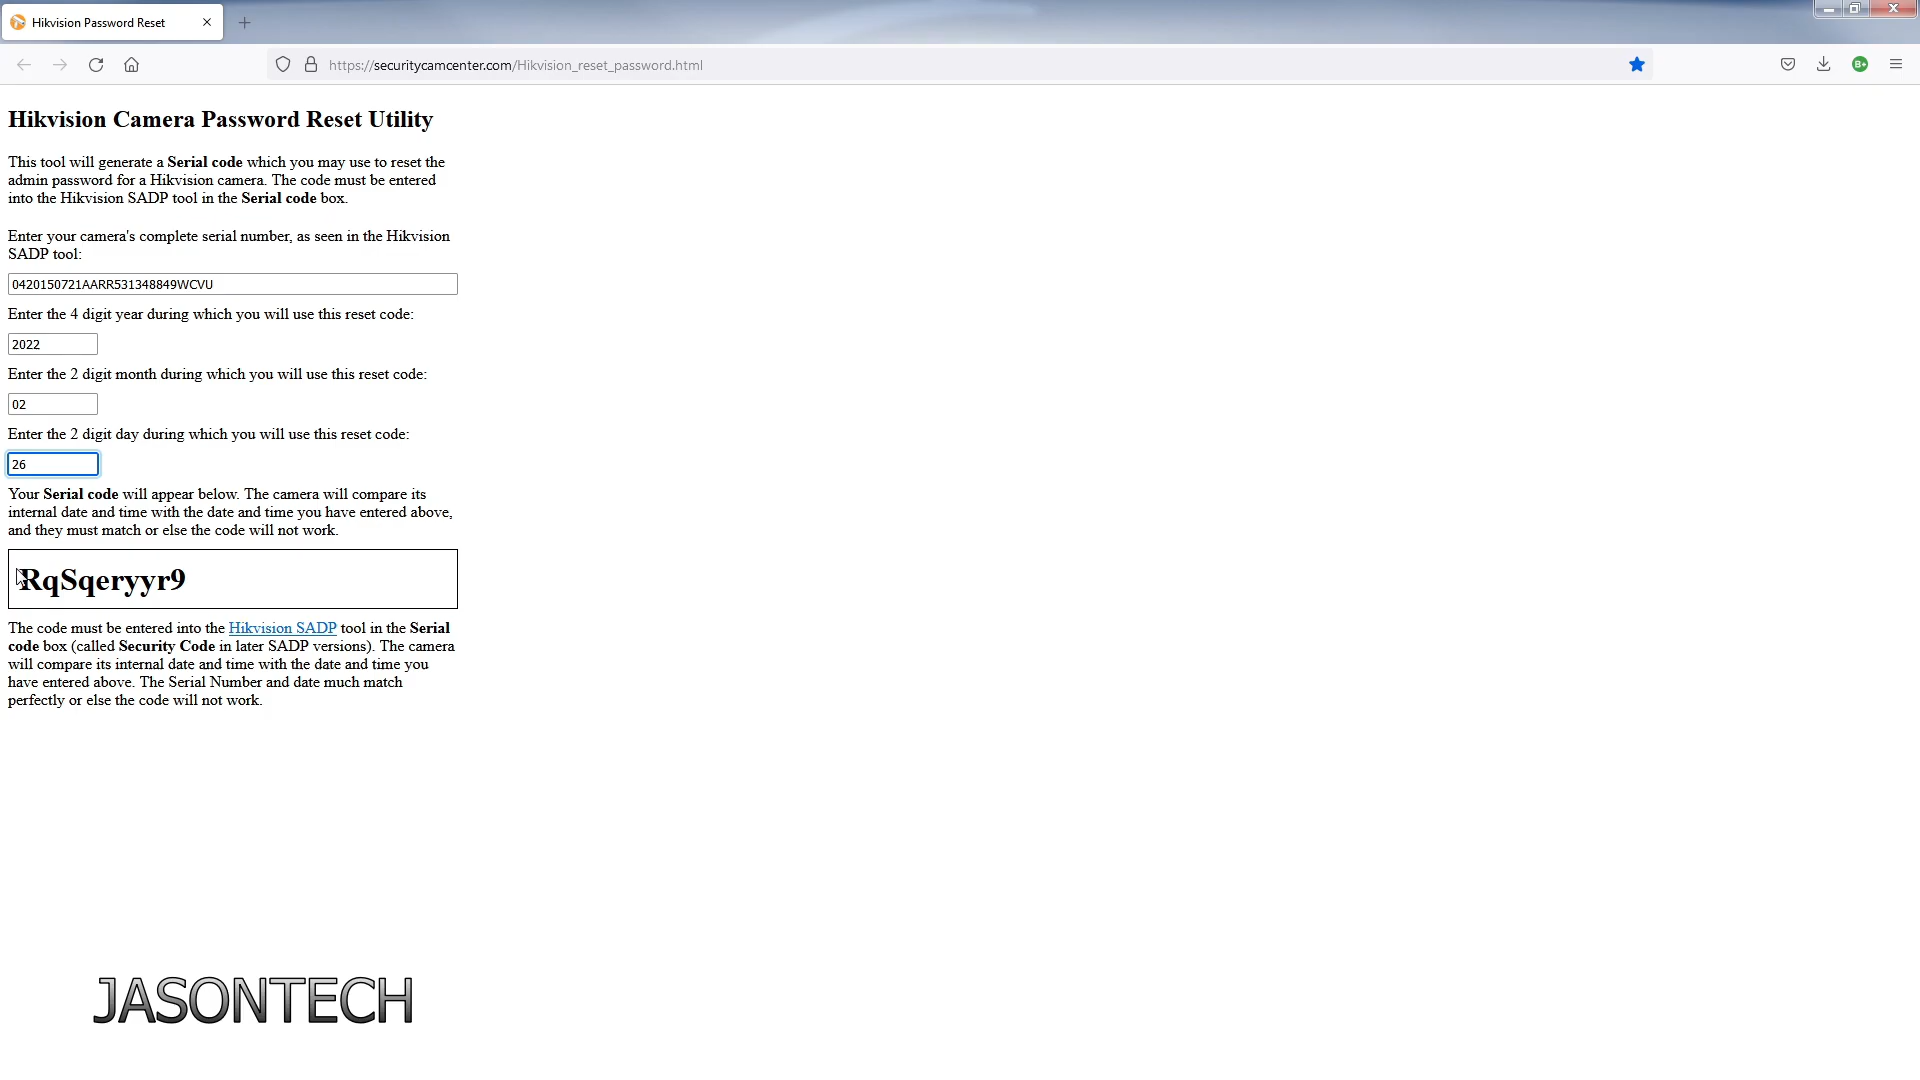 Hikvision Password Reset
https://securitycamcenter.com/Hikvision_reset_password.html
Hikvision Camera Password Reset Utility
This tool will generate a Serial code which you may use to reset the
admin password for a Hikvision camera. The code must be entered
into the Hikvision SADP tool in the Serial code box.
Enter your camera's complete serial number, as seen in the Hikvision
SADP tool:
0420150721AARR531348849WCVU
Enter the 4 digit year during which you will use this reset code:
2022
Enter the 2 digit month during which you will use this reset code:
02
Enter the 2 digit day during which you will use this reset code:
26
Your Serial code will appear below. The camera will compare its
internal date and time with the date and time you have entered above,
and they must match or else the code will not work.
RqSqeryyr9
The code must be entered into the Hikvision SADP tool in the Serial
code box (called Security Code in later SADP versions). The camera
will compare its internal date and time with the date and time you
have entered above. The Serial Number and date much match
perfectly or else the code will not work.
JASONTECH